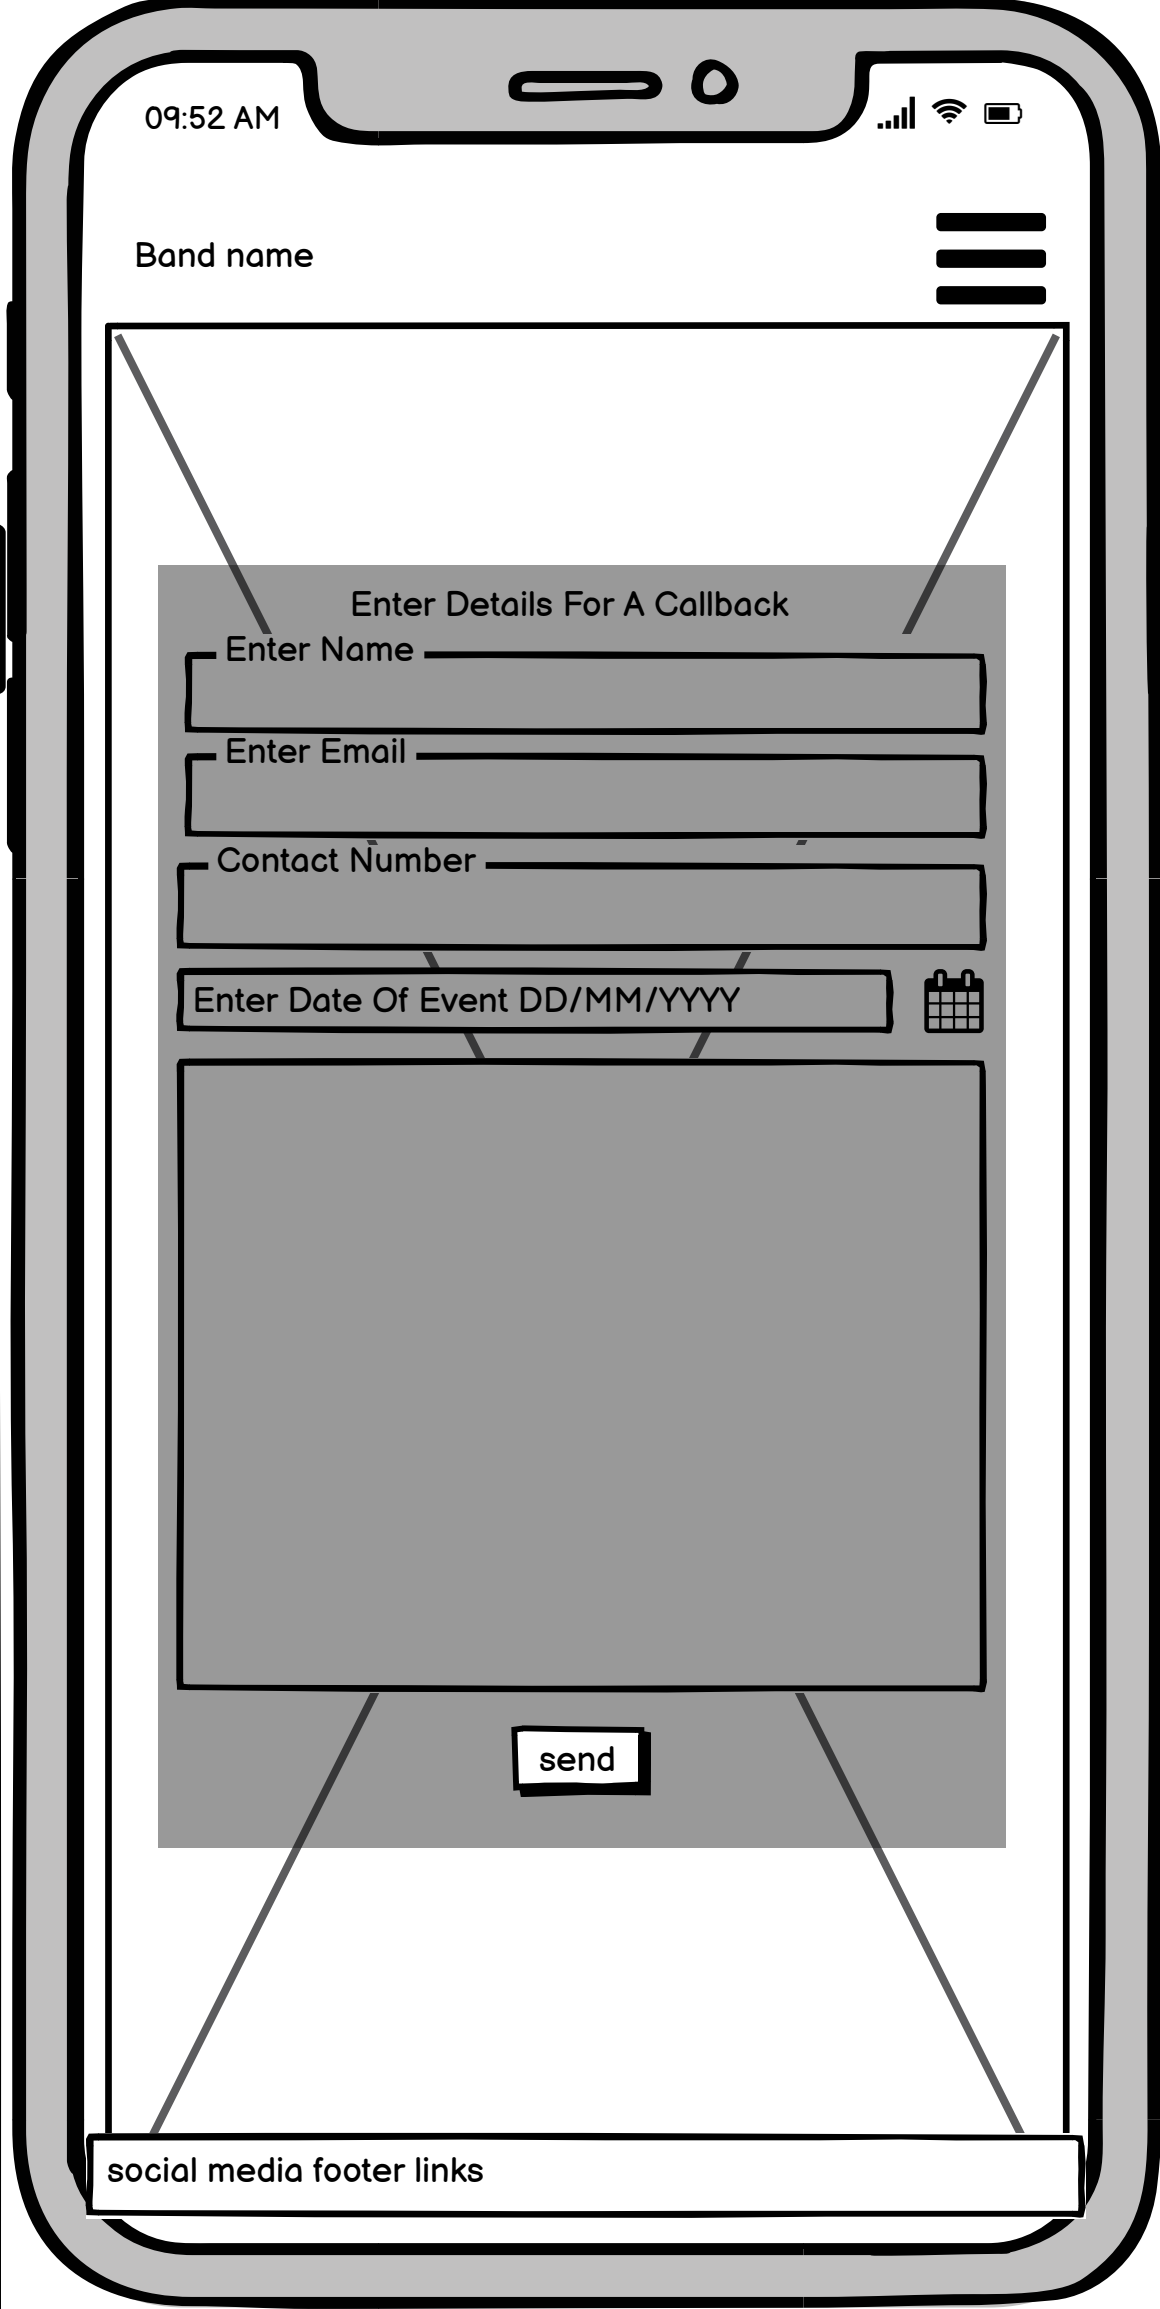 09:52 AM
Band name
Enter Details For A Callback
Enter Name
Enter Email
Contact Number
Enter Date Of Event DD/MM/YYYY
send
social media footer links